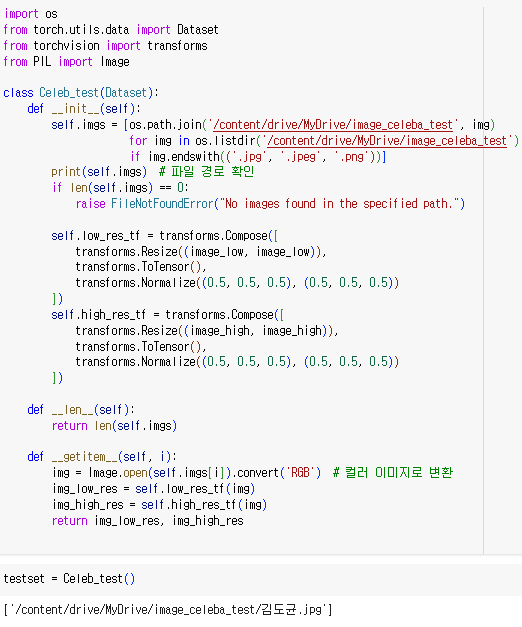 import os
from torch.utils.data import Dataset
from torchvision import transforms
from PIL import Image

class Celeb_test(Dataset):
    def __init__(self):
        self.imgs = [os.path.join('/content/drive/MyDrive/image_celeba_test', img)
                     for img in os.listdir('/content/drive/MyDrive/image_celeba_test')
                     if img.endswith(('.jpg', '.jpeg', '.png'))]
        print(self.imgs)  # 파일 경로 확인
        if len(self.imgs) == 0:
            raise FileNotFoundError("No images found in the specified path.")

        self.low_res_tf = transforms.Compose([
            transforms.Resize((image_low, image_low)),
            transforms.ToTensor(),
            transforms.Normalize((0.5, 0.5, 0.5), (0.5, 0.5, 0.5))
        ])
        self.high_res_tf = transforms.Compose([
            transforms.Resize((image_high, image_high)),
            transforms.ToTensor(),
            transforms.Normalize((0.5, 0.5, 0.5), (0.5, 0.5, 0.5))
        ])

    def __len__(self):
        return len(self.imgs)

    def __getitem__(self, i):
        img = Image.open(self.imgs[i]).convert('RGB')  # 컬러 이미지로 변환
        img_low_res = self.low_res_tf(img)
        img_high_res = self.high_res_tf(img)
        return img_low_res, img_high_res

testset = Celeb_test()

['/content/drive/MyDrive/image_celeba_test/김도균.jpg']